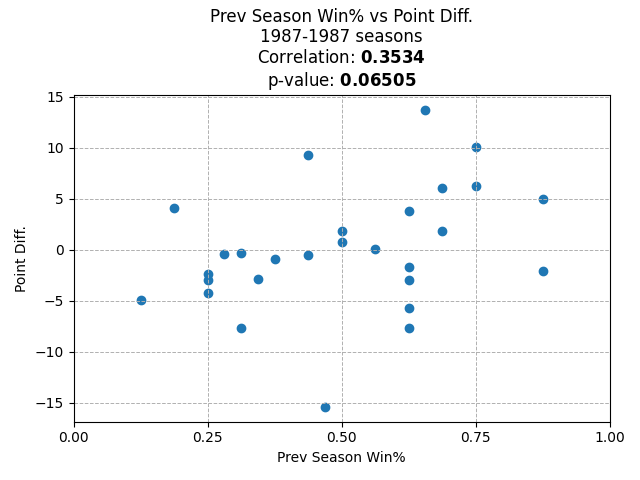 Prev Season Win% vs Point Diff.
1987-1987 seasons
Correlation: 0.3534
p-value: 0.06505
Point Diff.
15
10
5
0
−5
−10
−15
0.00 0.25 0.50 0.75 1.00
Prev Season Win%